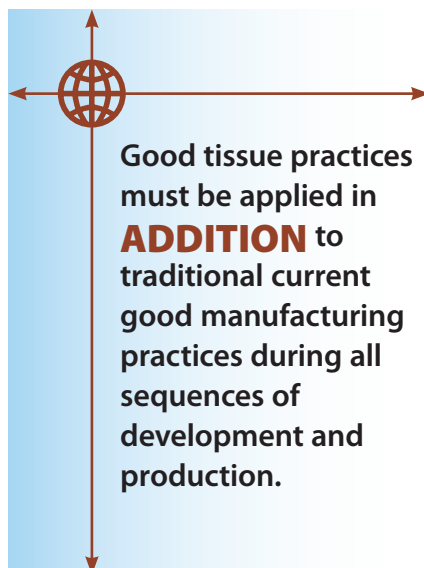 Good tissue practices
must be applied in
ADDITION to
traditional current
good manufacturing
practices during all
sequences of
development and
production.